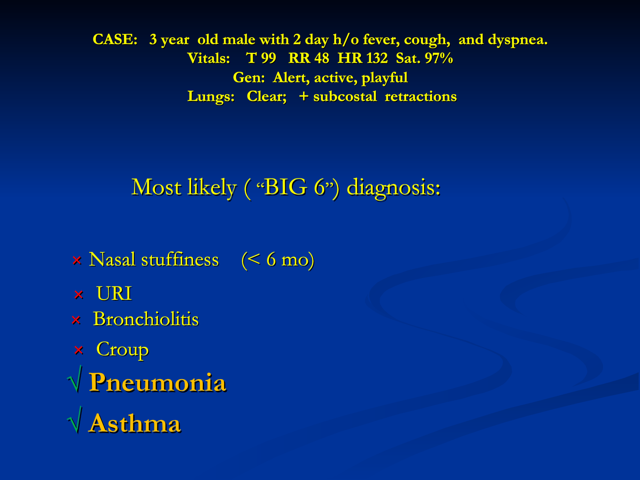 CASE: 3 year old male with 2 day h/o fever, cough, and dyspnea.
Vitals: T 99 RR 48 HR 132 Sat. 97%
Gen: Alert, active, playful
Lungs: Clear; + subcostal retractions
Most likely ( “BIG 6”) diagnosis:
× Nasal stuffiness (< 6 mo)
× URI
× Bronchiolitis
× Croup
√ Pneumonia
√ Asthma